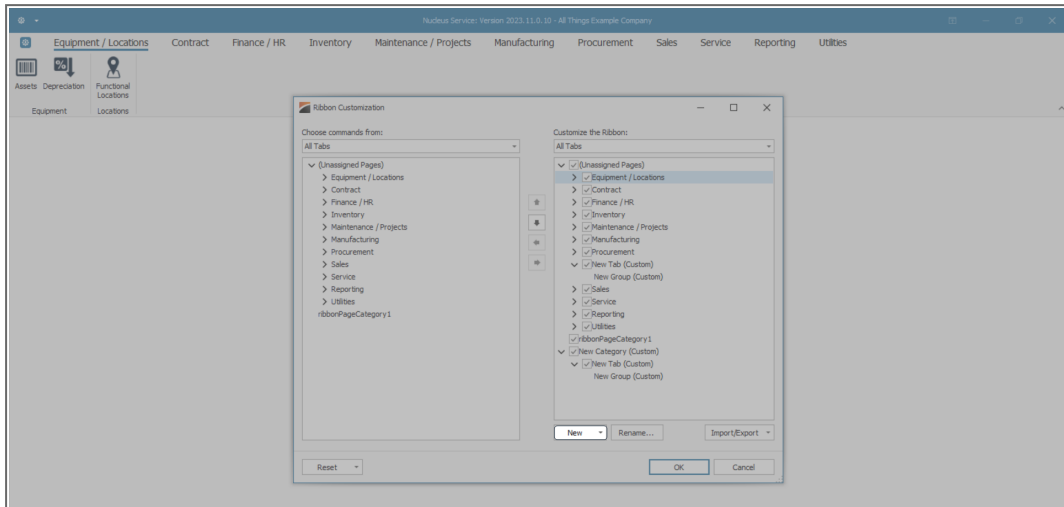 Nucleus Service: Version 2023.11.0.10 - All Things Example Company
Equipment / Locations Contract Finance / HR Inventory Maintenance / Projects Manufacturing Procurement Sales Service Reporting Utilities
Assets Depreciation Functional Locations
Equipment Locations
Ribbon Customization
Choose commands from:
All Tabs
(Unassigned Pages)
Equipment / Locations
Contract
Finance / HR
Inventory
Maintenance / Projects
Manufacturing
Procurement
Sales
Service
Reporting
Utilities
ribbonPageCategory1
Customize the Ribbon:
All Tabs
(Unassigned Pages)
Equipment / Locations
Contract
Finance / HR
Inventory
Maintenance / Projects
Manufacturing
Procurement
New Tab (Custom)
New Group (Custom)
Sales
Service
Reporting
Utilities
ribbonPageCategory1
New Category (Custom)
New Tab (Custom)
New Group (Custom)
New Rename... Import/Export
Reset OK Cancel